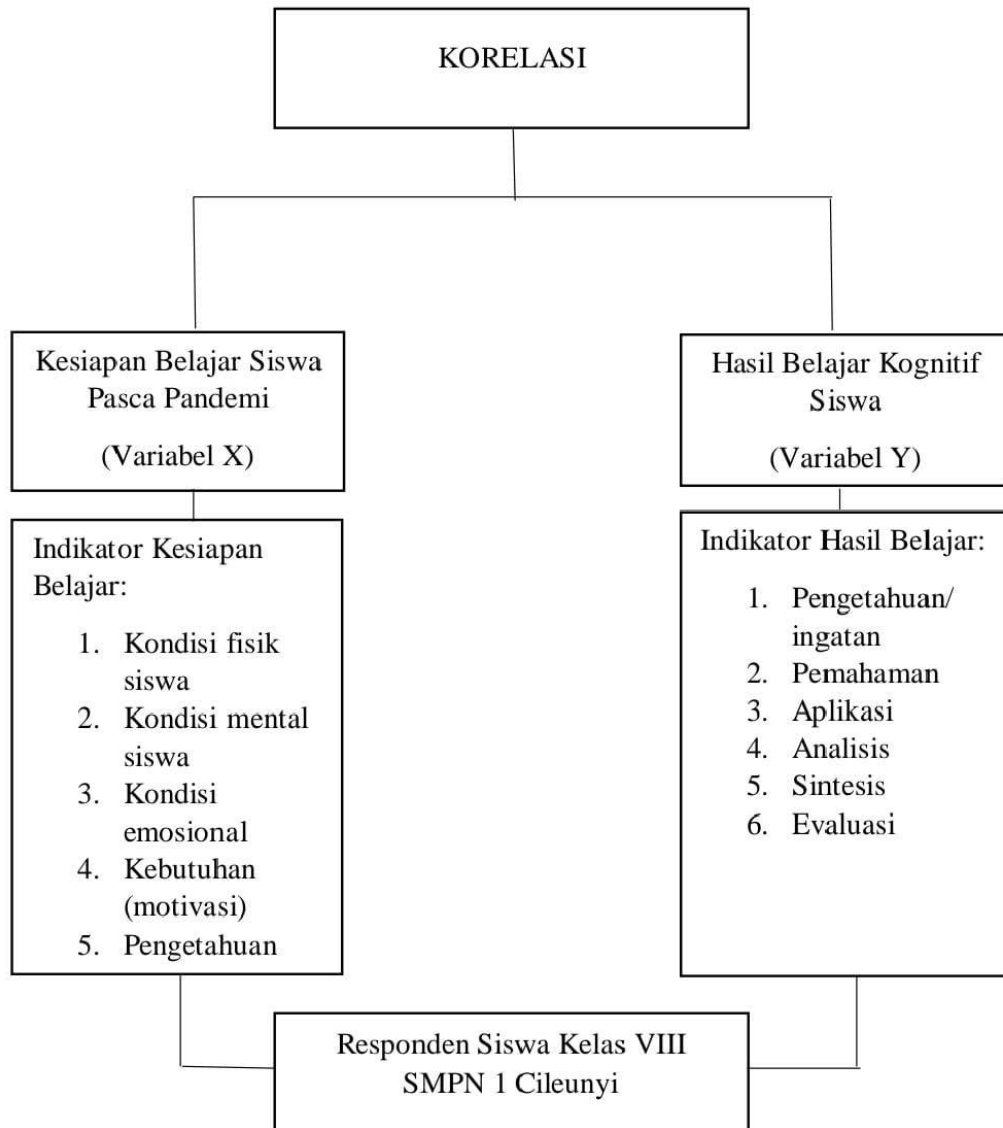 KORELASI
Kesiapan Belajar Siswa
Pasca Pandemi
(Variabel X)
Hasil Belajar Kognitif
Siswa
(Variabel Y)
Indikator Kesiapan
Belajar:
1. Kondisi fisik
siswa
2. Kondisi mental
siswa
3. Kondisi
emosional
4. Kebutuhan
(motivasi)
5. Pengetahuan
Indikator Hasil Belajar:
1. Pengetahuan/
ingatan
2. Pemahaman
3. Aplikasi
4. Analisis
5. Sintesis
6. Evaluasi
Responden Siswa Kelas VIII
SMPN 1 Cileunyi